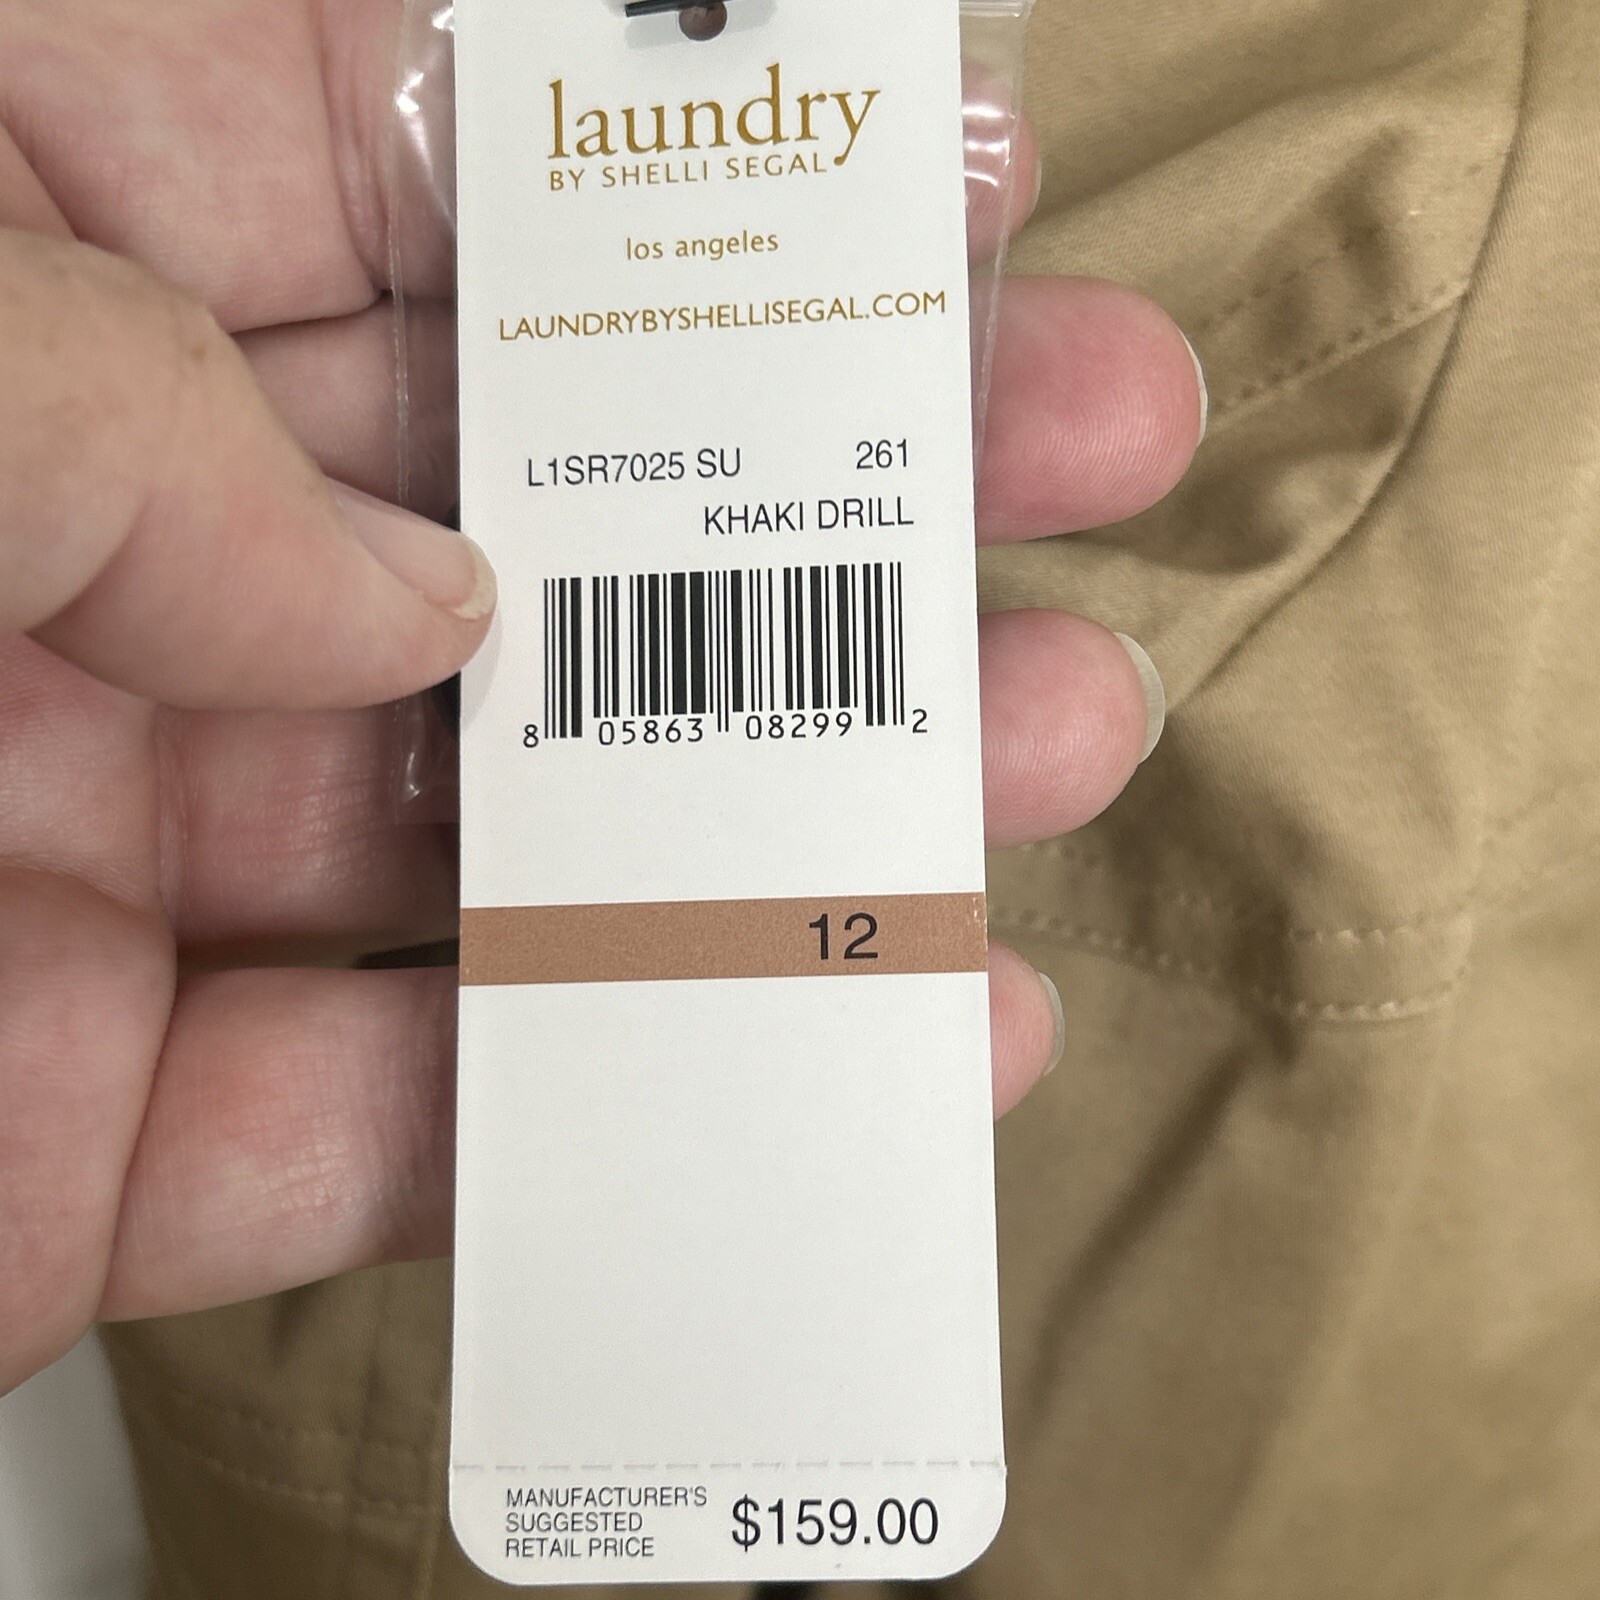 laundry
BY SHELLI SEGAL
los angeles
LAUNDRYBYSHELLISEGAL.COM
L1SR7025 SU 261
KHAKI DRILL
8 05863 08299 2
12
MANUFACTURER'S
SUGGESTED
RETAIL PRICE
$159.00